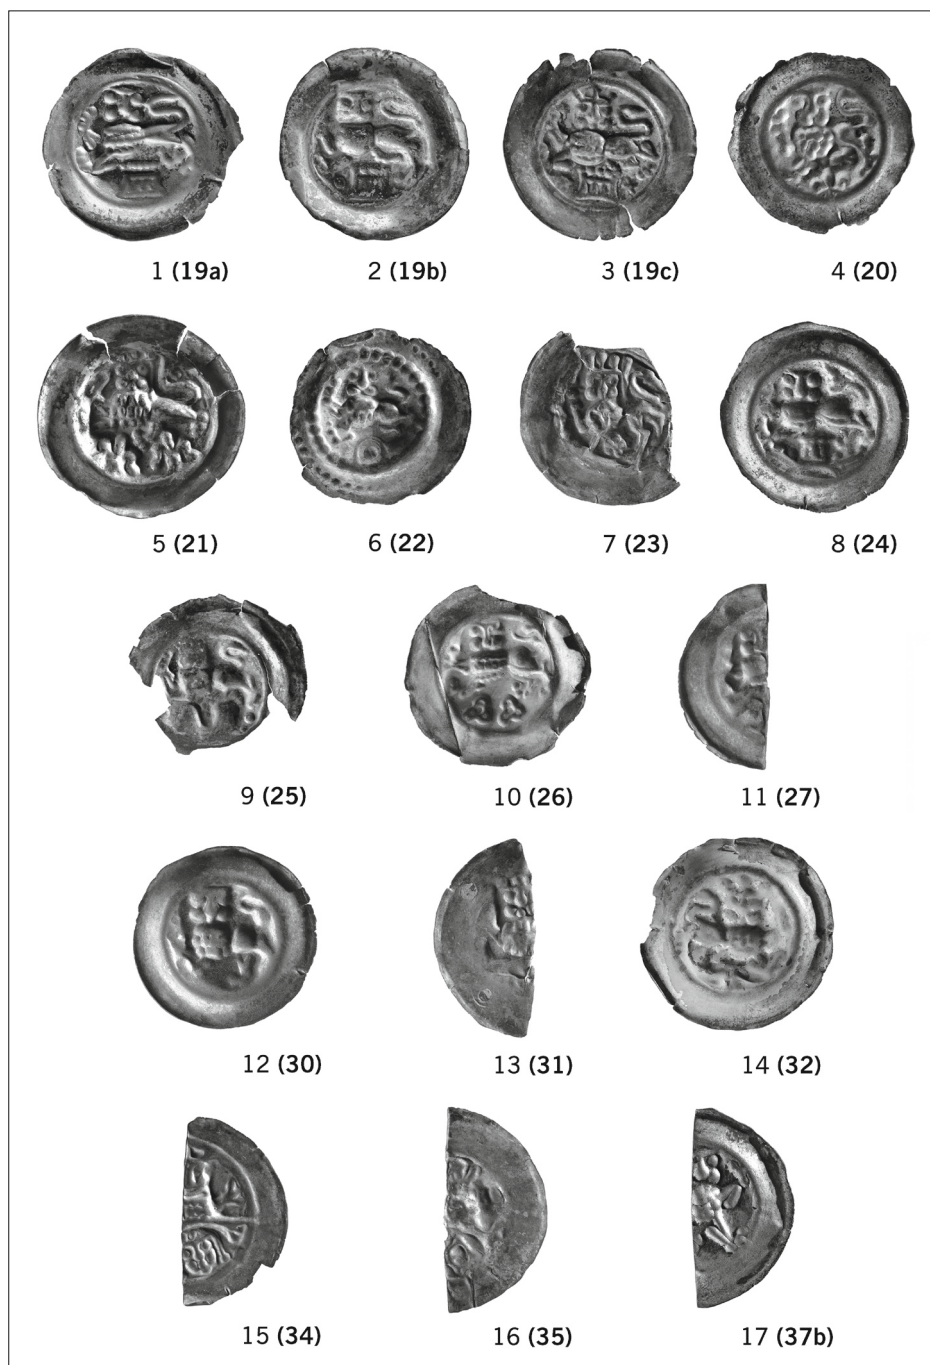 1 (19a) 2 (19b) 3 (19c) 4 (20)
5 (21) 6 (22) 7 (23) 8 (24)
9 (25) 10 (26) 11 (27)
12 (30) 13 (31) 14 (32)
15 (34) 16 (35) 17 (37b)